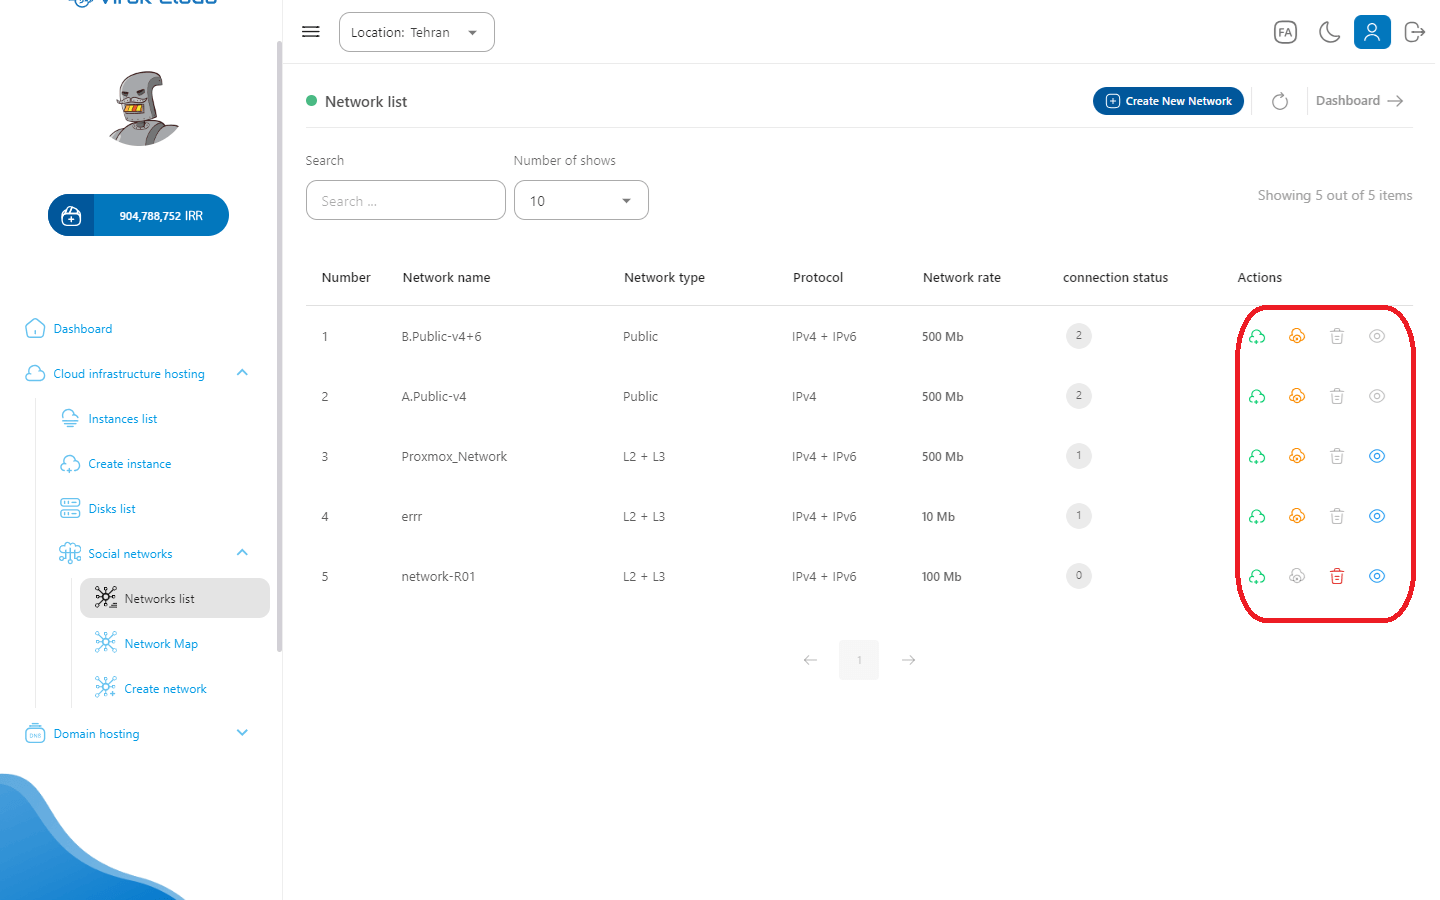 Location: Tehran
FA
Network list
Create New Network
Dashboard
904,788,752 IRR
Search
Number of shows
Search ...
10
Showing 5 out of 5 items
Number Network name Network type Protocol Network rate connection status Actions
1 B.Public-v4+6 Public IPv4 + IPv6 500 Mb 2
2 A.Public-v4 Public IPv4 500 Mb 2
3 Proxmox_Network L2 + L3 IPv4 + IPv6 500 Mb 1
4 errr L2 + L3 IPv4 + IPv6 10 Mb 1
5 network-R01 L2 + L3 IPv4 + IPv6 100 Mb 0
1
Dashboard
Cloud infrastructure hosting
Instances list
Create instance
Disks list
Social networks
Networks list
Network Map
Create network
DNS
Domain hosting